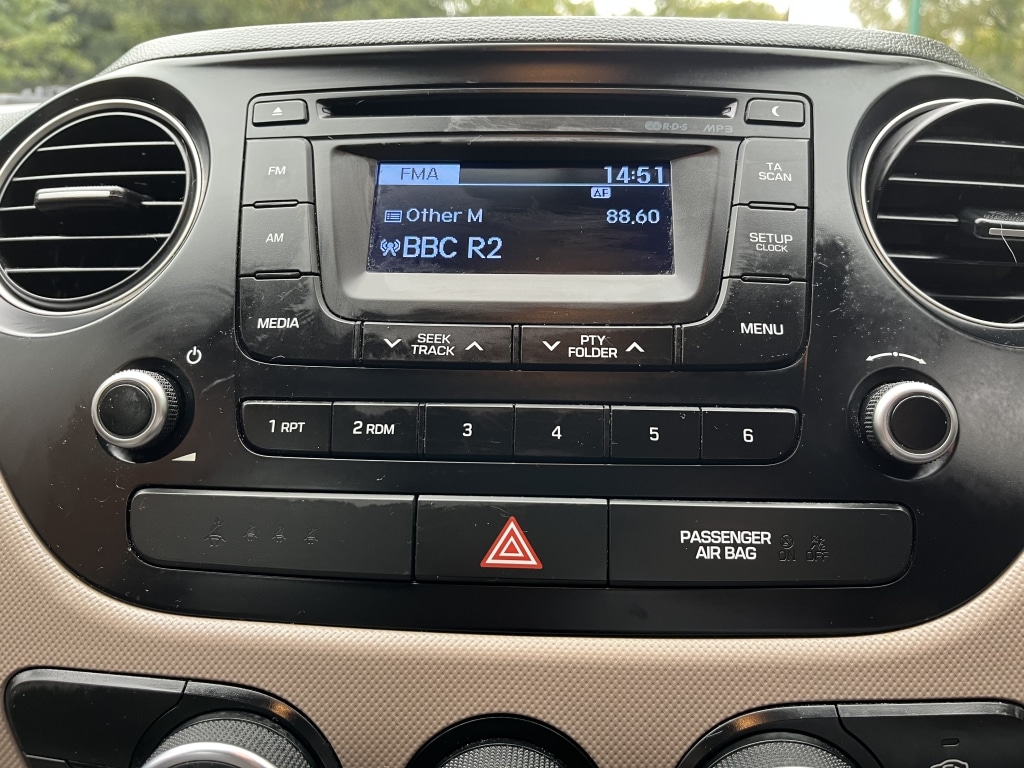 R·D·S MP3
FM
AM
MEDIA
FMA 14:51
AF
Other M 88.60
BBC R2
TA
SCAN
SETUP
CLOCK
MENU
SEEK
TRACK
PTY
FOLDER
1 RPT
2 RDM
3
4
5
6
PASSENGER
AIR BAG
ON OFF